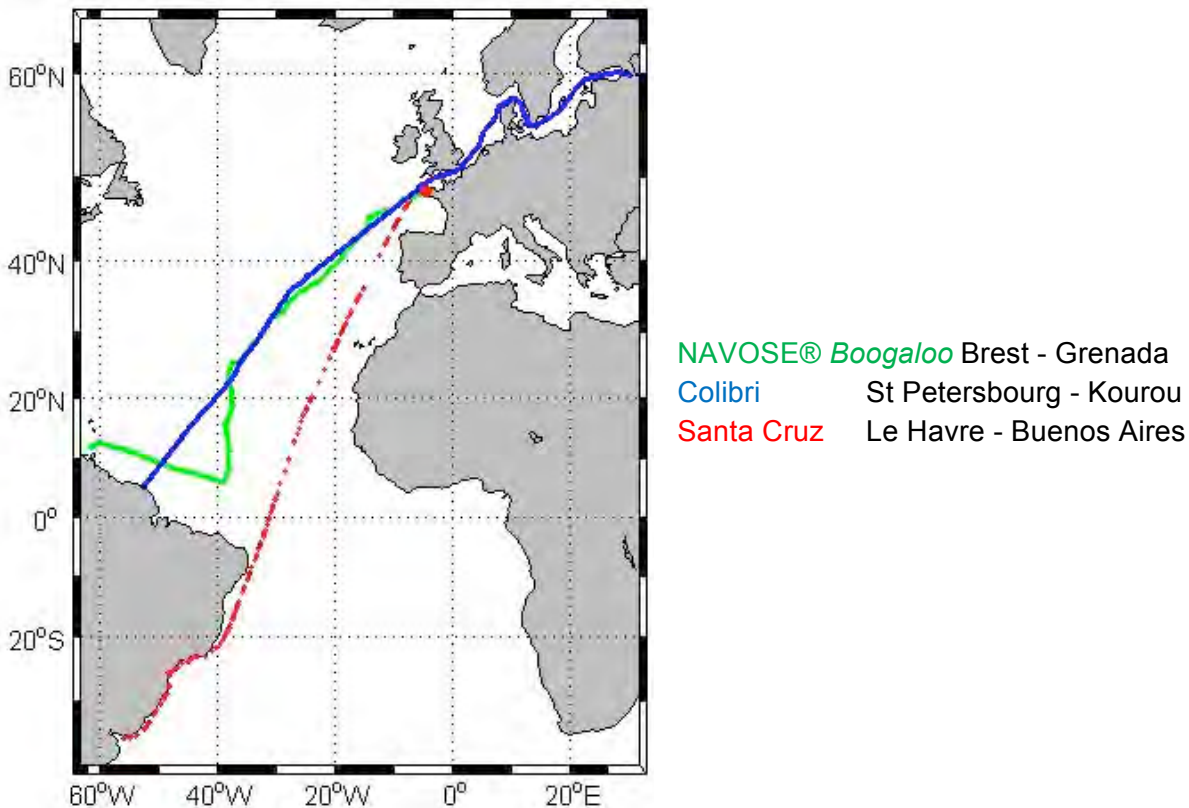 60°N
40°N
20°N
0°
20°S
60°W 40°W 20°W 0° 20°E
NAVOSE® Boogaloo Brest - Grenada
Colibri St Petersbourg - Kourou
Santa Cruz Le Havre - Buenos Aires